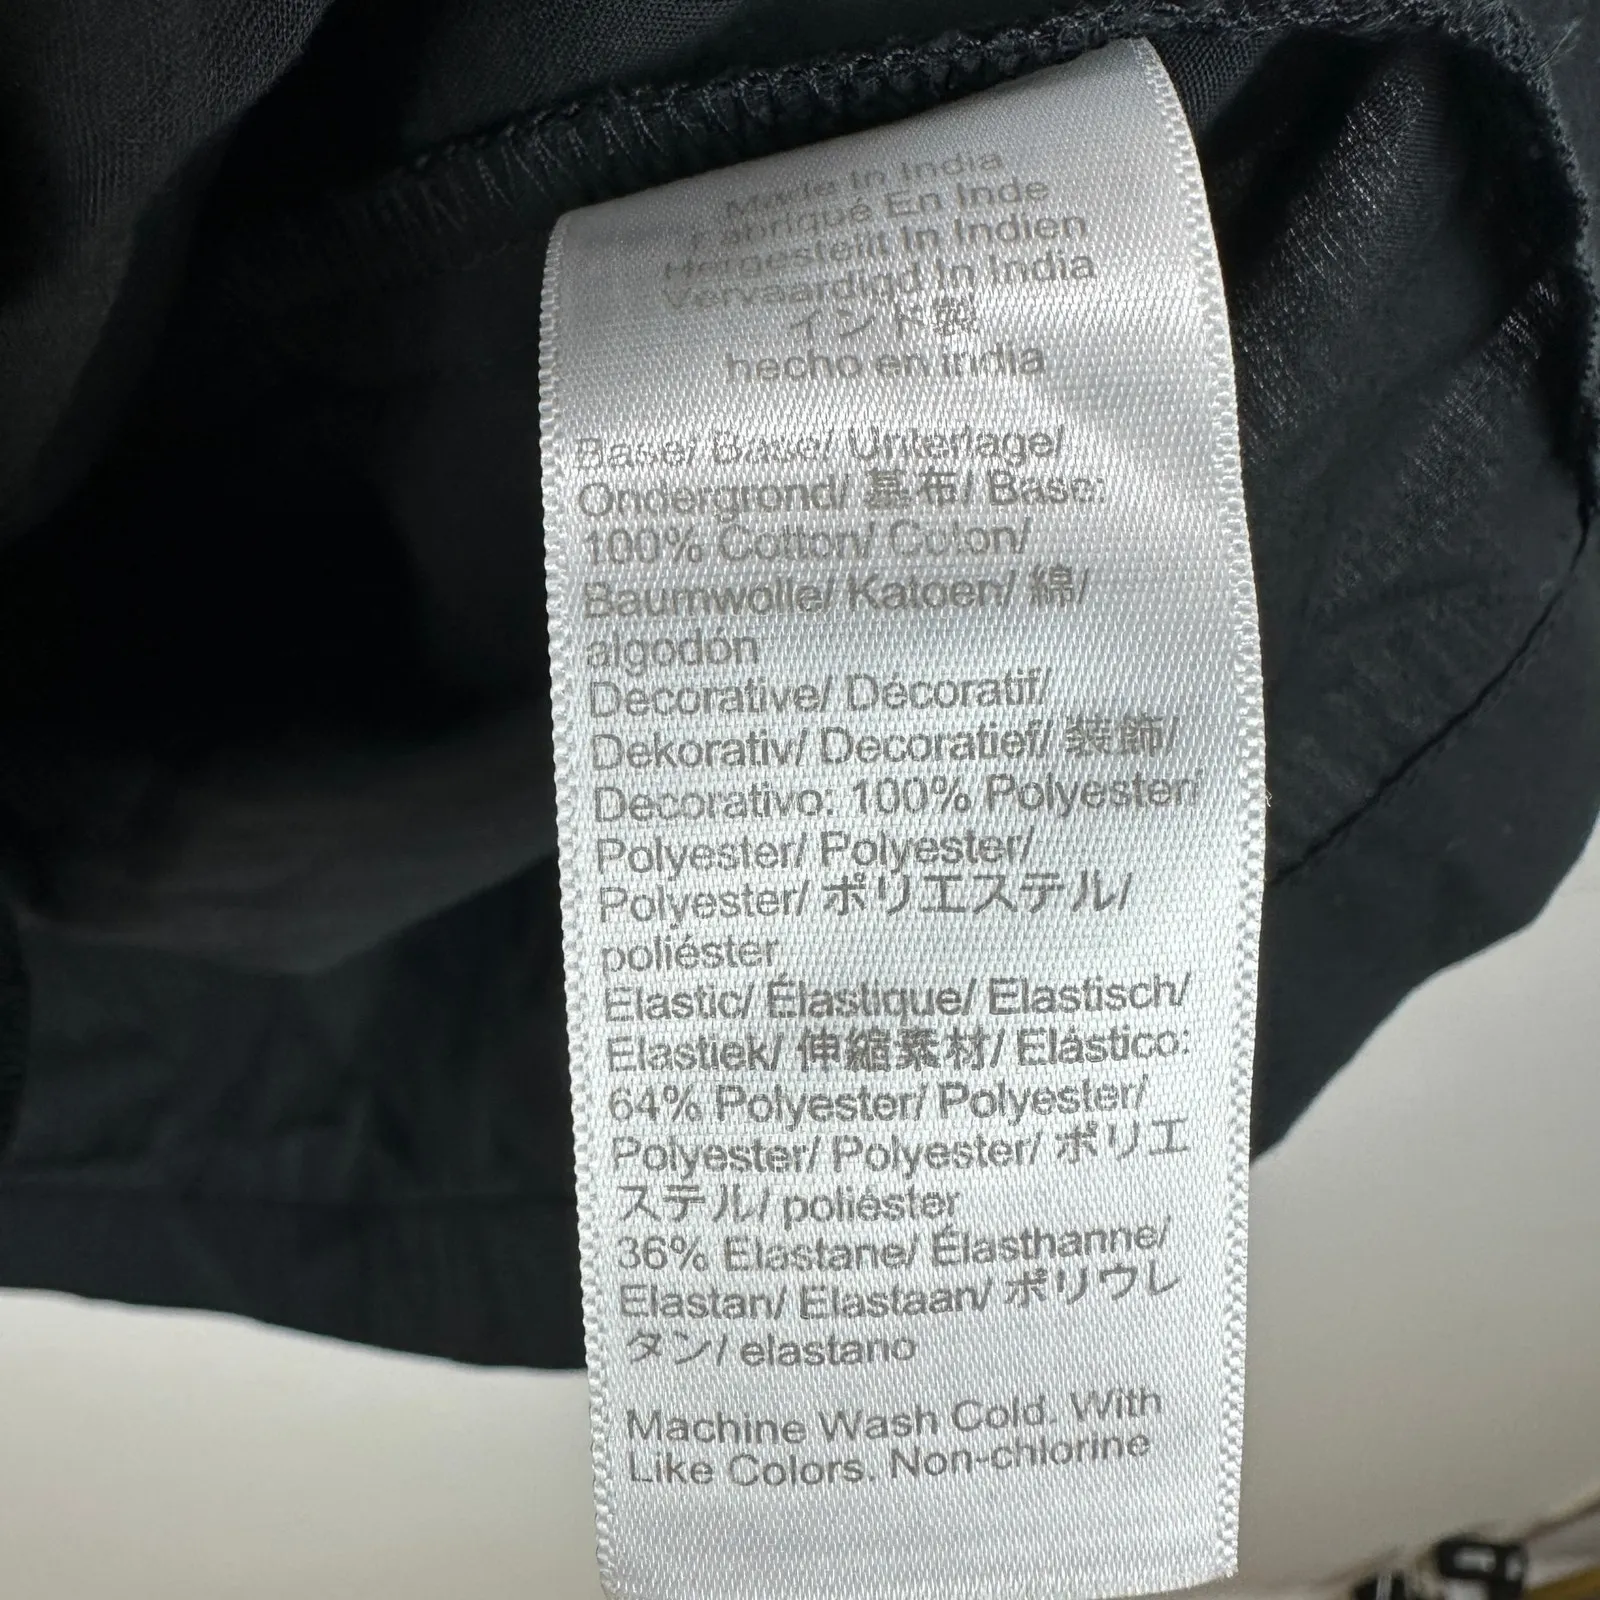 Made In India
Fabriqué En Inde
Hergestellt In Indien
Vervaardigd In India
インド製
hecho en india
Base/ Base/ Unterlage/
Ondergrond/ 基布/ Base:
100% Cotton/ Coton/
Baumwolle/ Katoen/ 綿/
algodón
Decorative/ Décoratif/
Dekorativ/ Decoratief/ 装飾/
Decorativo: 100% Polyester/
Polyester/ Polyester/
Polyester/ ポリエステル/
poliéster
Elastic/ Élastique/ Elastisch/
Elastiek/ 伸縮素材/ Elástico:
64% Polyester/ Polyester/
Polyester/ Polyester/ ポリエ
ステル/ poliéster
36% Elastane/ Élasthanne/
Elastan/ Elastaan/ ポリウレ
タン/ elastano
Machine Wash Cold. With
Like Colors. Non-chlorine